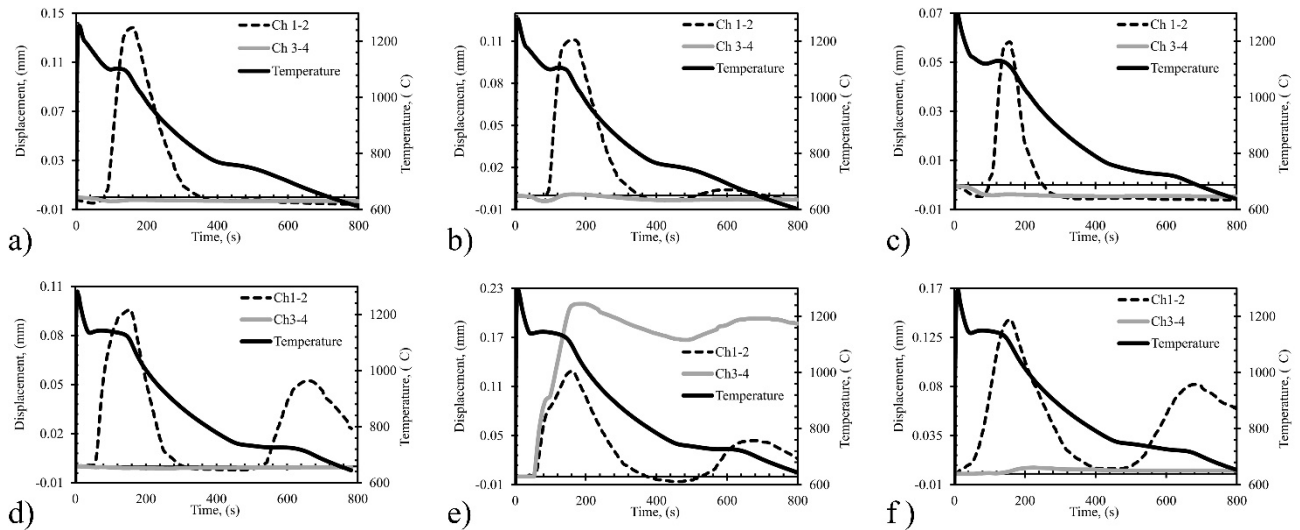 0.15
0.11
0.07
0.03
-0.01
Displacement, (mm)
Ch 1-2
Ch 3-4
Temperature
1200
1000
800
600
Temperature, ( C)
0 200 400 600 800
Time, (s)
a)
0.11
0.07
0.02
-0.01
Displacement, (mm)
Ch 1-2
Ch 3-4
Temperature
1200
1000
800
600
Temperature, ( C)
0 200 400 600 800
Time, (s)
b)
0.07
0.05
0.03
0.01
-0.01
Displacement, (mm)
Ch 1-2
Ch 3-4
Temperature
1200
1000
800
600
Temperature, ( C)
0 200 400 600 800
Time, (s)
c)
0.11
0.08
0.05
0.02
-0.01
Displacement, (mm)
Ch1-2
Ch3-4
Temperature
1200
1000
800
600
Temperature, ( C)
0 200 400 600 800
Time, (s)
d)
0.23
0.17
0.11
0.05
-0.01
Displacement, (mm)
Ch1-2
Ch3-4
Temperature
1200
1000
800
600
Temperature, ( C)
0 200 400 600 800
Time, (s)
e)
0.17
0.125
0.08
0.035
-0.01
Displacement, (mm)
Ch1-2
Ch3-4
Temperature
1200
1000
800
600
Temperature, ( C)
0 200 400 600 800
Time, (s)
f)